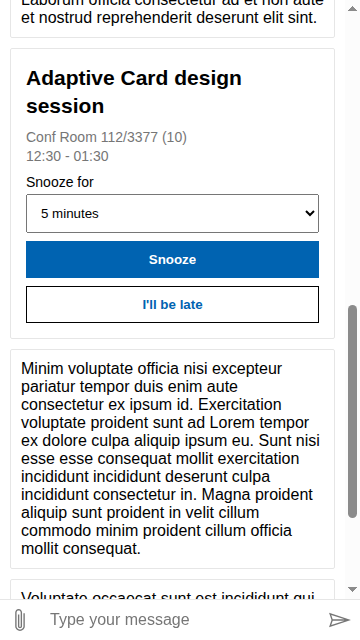 Laborum officia consectetur ad et non aute
et nostrud reprehenderit deserunt elit sint.
Adaptive Card design
session
Conf Room 112/3377 (10)
12:30 - 01:30
Snooze for
5 minutes
Snooze
I'll be late
Minim voluptate officia nisi excepteur
pariatur tempor duis enim aute
consectetur ex ipsum id. Exercitation
voluptate proident sunt ad Lorem tempor
ex dolore culpa aliquip ipsum eu. Sunt nisi
esse esse consequat mollit exercitation
incididunt incididunt deserunt culpa
incididunt consectetur in. Magna proident
aliquip sunt proident in velit cillum
commodo minim proident cillum officia
mollit consequat.
Voluptate occaecat sunt est incididunt qui
Type your message